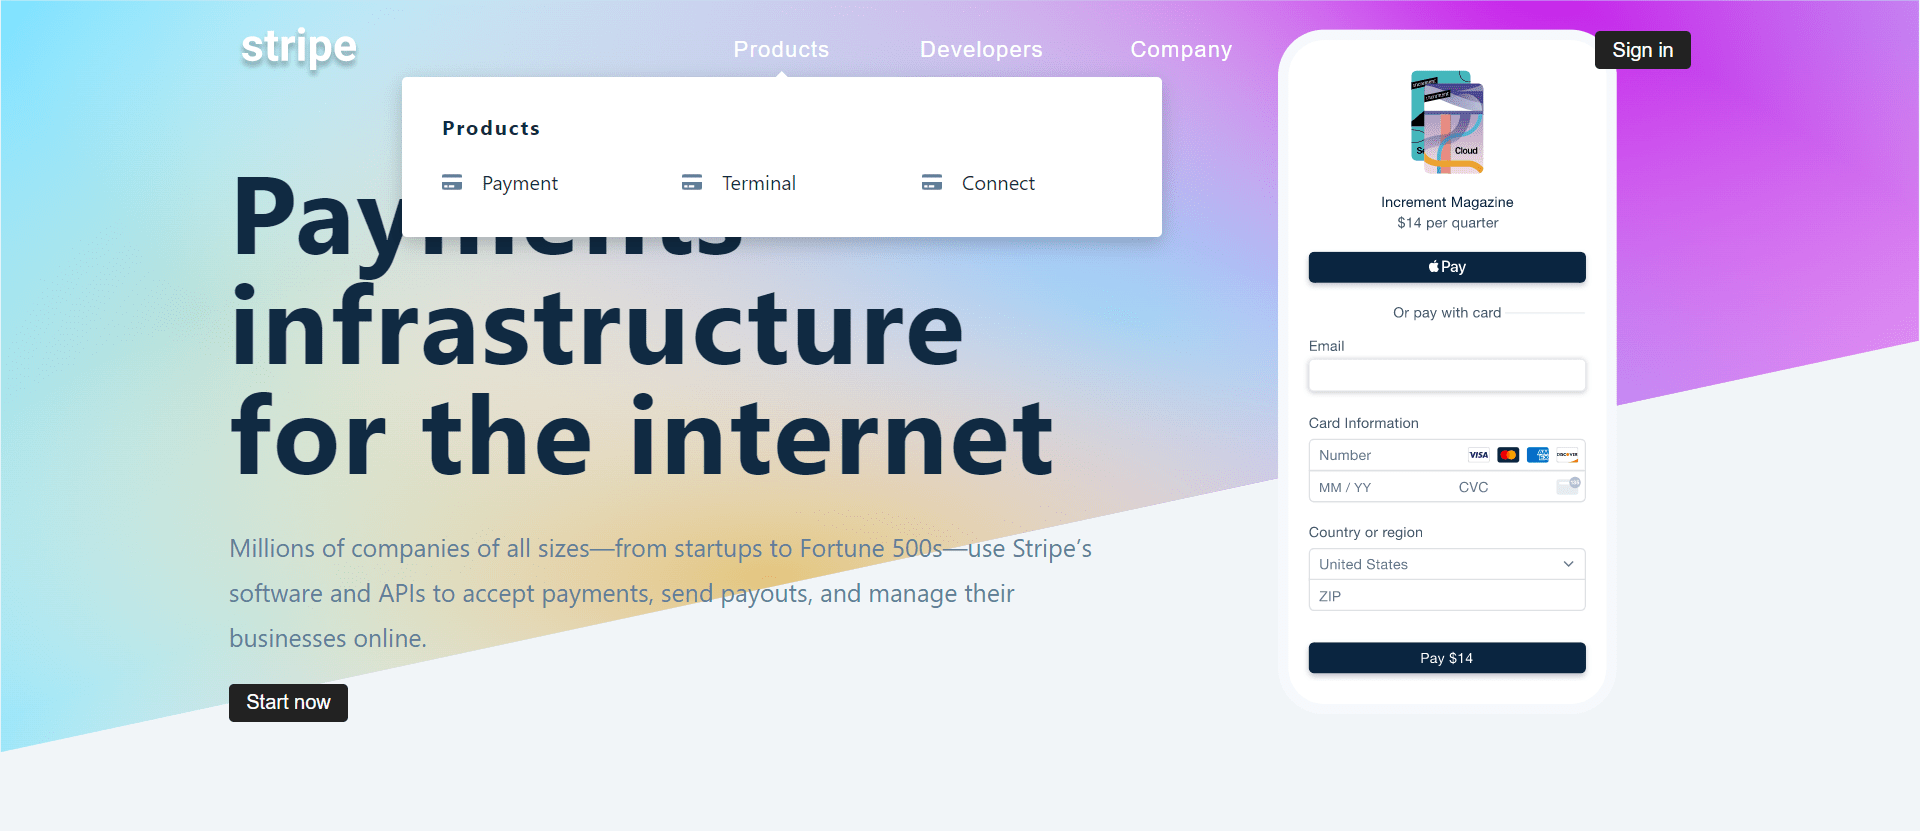 stripe
Products
Developers
Company
Sign in
Products
Payment
Terminal
Connect
Payments
infrastructure
for the internet
Millions of companies of all sizes—from startups to Fortune 500s—use Stripe’s
software and APIs to accept payments, send payouts, and manage their
businesses online.
Start now
Cloud
Increment Magazine
$14 per quarter
Pay
Or pay with card
Email
Card Information
Number
VISA
DISCOVER
MM / YY
CVC
Country or region
United States
ZIP
Pay $14